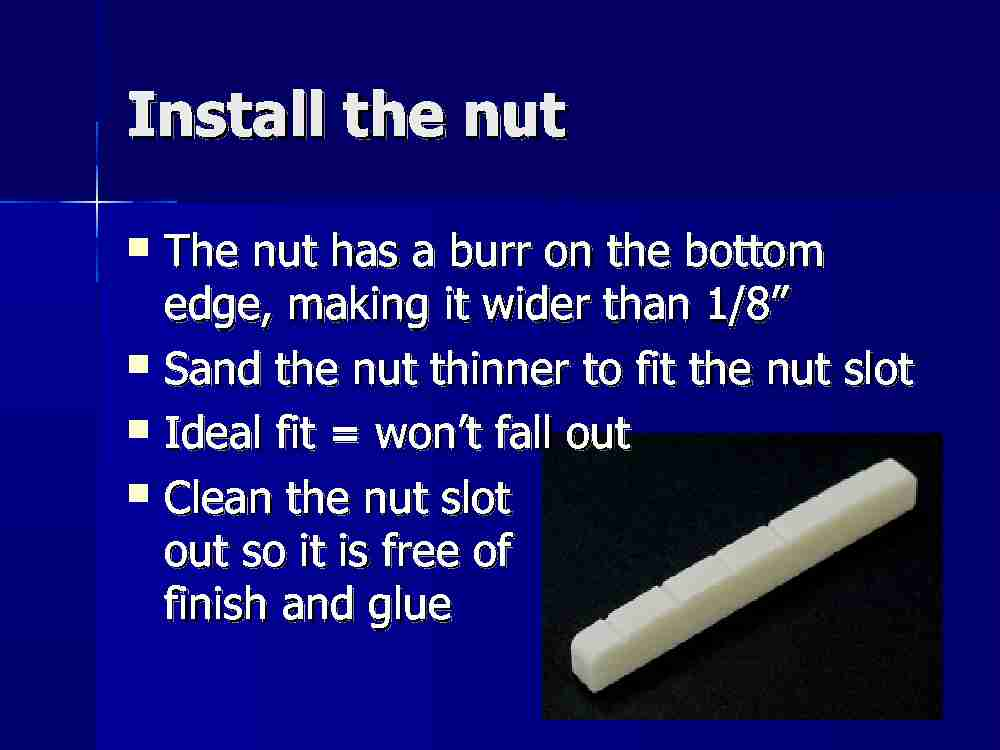 Install the nut
The nut has a burr on the bottom
edge, making it wider than 1/8”
Sand the nut thinner to fit the nut slot
Ideal fit = won’t fall out
Clean the nut slot
out so it is free of
finish and glue